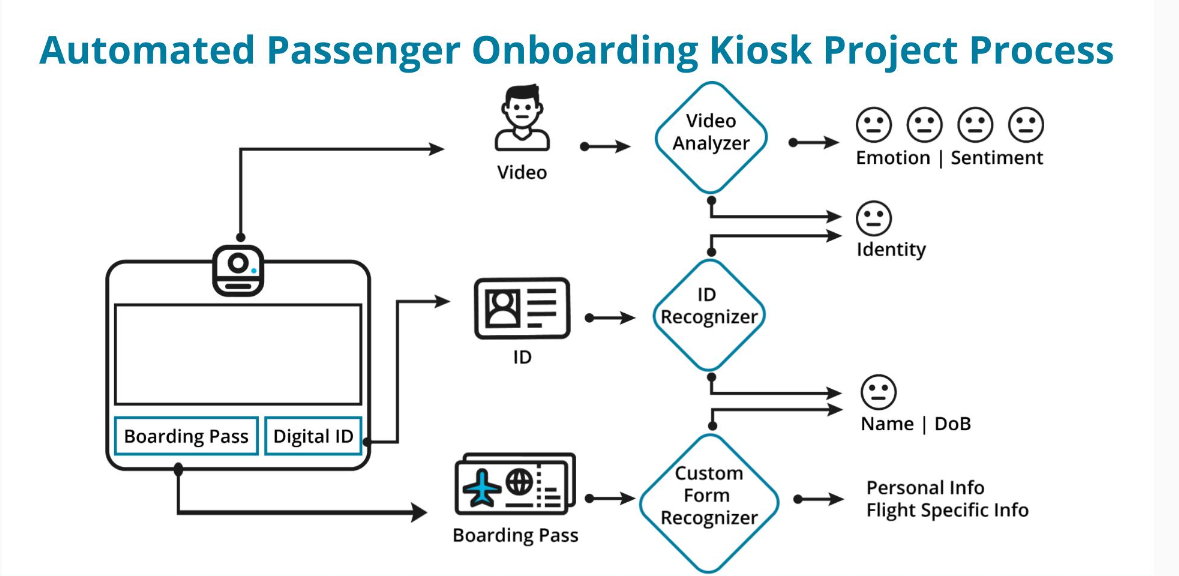 Automated Passenger Onboarding Kiosk Project Process
Video
Analyzer
Video
Emotion | Sentiment
Identity
ID
Recognizer
ID
Boarding Pass
Digital ID
Name | DoB
Custom
Form
Recognizer
Boarding Pass
Personal Info
Flight Specific Info